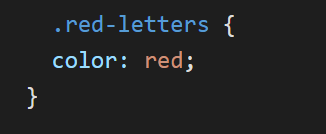 .red-letters {
color: red;
}